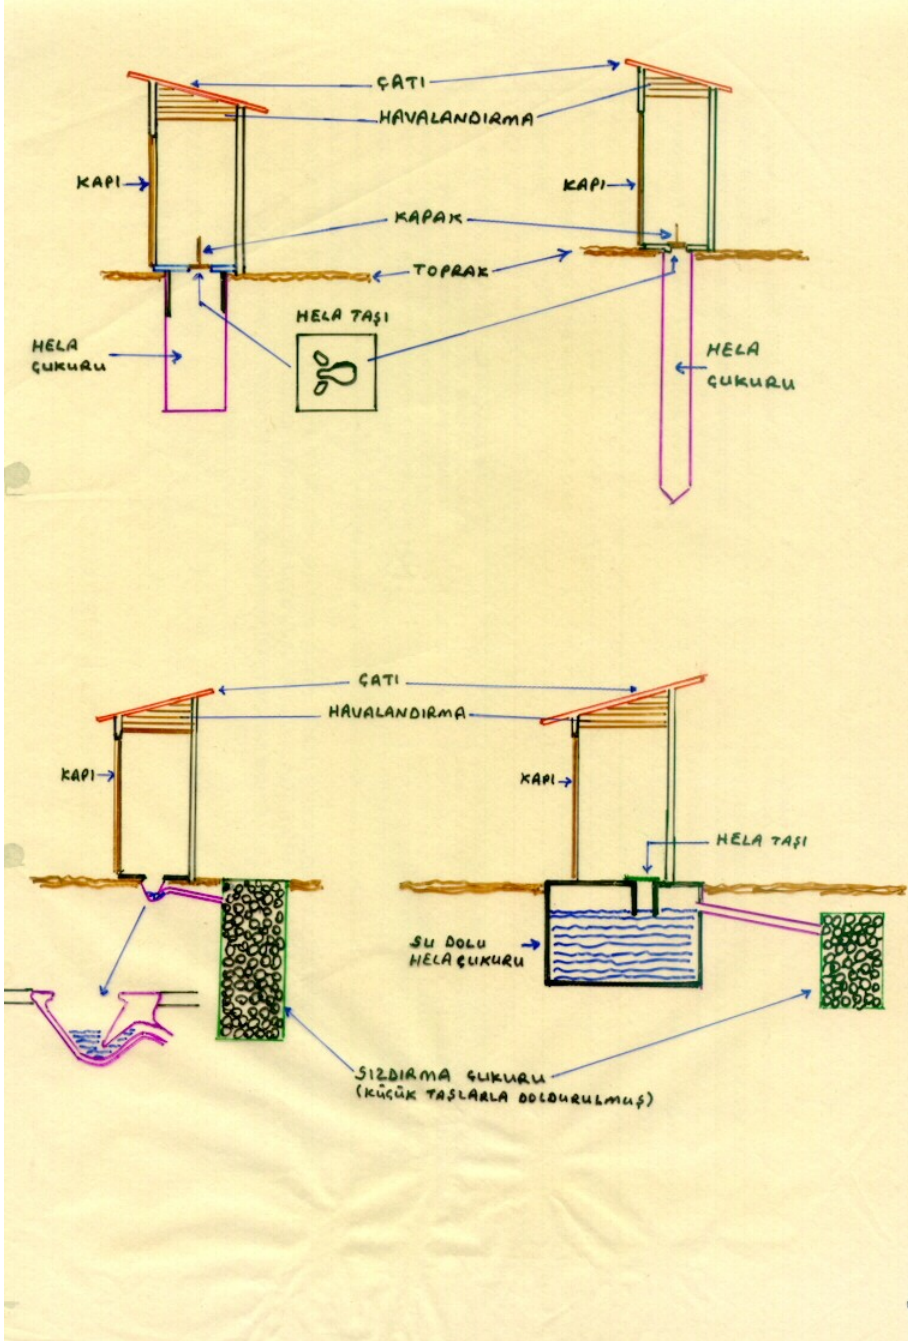 ÇATI
HAVALANDIRMA
KAPI
KAPI
KAPAK
TOPRAK
HELA TAŞI
HELA
ÇUKURU
HELA
ÇUKURU
ÇATI
HAVALANDIRMA
KAPI
KAPI
HELA TAŞI
SU DOLU
HELA ÇUKURU
SIZDIRMA ÇUKURU
(KÜÇÜK TAŞLARLA DOLDURULMUŞ)